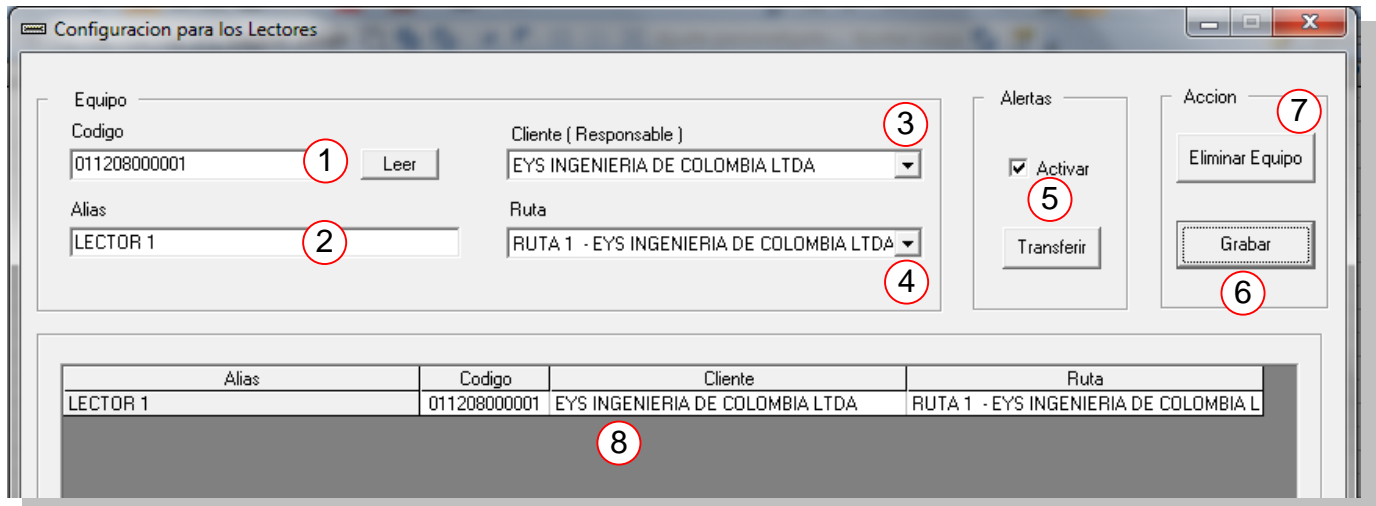 Configuracion para los Lectores
Equipo
Codigo
011208000001
1
Leer
Alias
LECTOR 1
2
Cliente ( Responsable )
3
EYS INGENIERIA DE COLOMBIA LTDA
Ruta
RUTA 1 - EYS INGENIERIA DE COLOMBIA LTDA
4
Alertas
Activar
5
Transferir
Accion
7
Eliminar Equipo
Grabar
6
Alias Codigo Cliente Ruta
LECTOR 1 011208000001 EYS INGENIERIA DE COLOMBIA LTDA RUTA 1 - EYS INGENIERIA DE COLOMBIA L
8